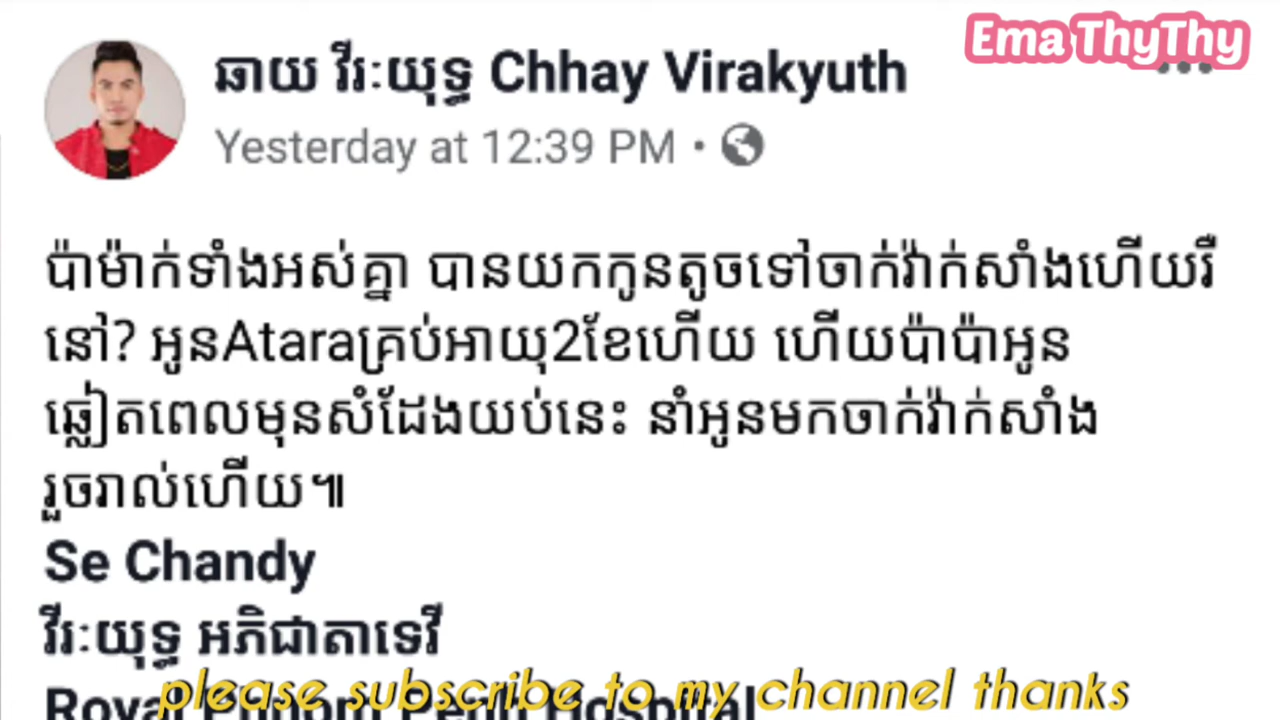 Ema ThyThy
ឆាយ វីរៈយុទ្ធ Chhay Virakyuth
Yesterday at 12:39 PM •
ប៉ាម៉ាក់ទាំងអស់គ្នា បានយកកូនតូចទៅចាក់វ៉ាក់សាំងហើយរឺ
នៅ? អូនAtaraគ្រប់អាយុ2ខែហើយ ហើយប៉ាប៉ាអូន
ឆ្លៀតពេលមុនសំដែងយប់នេះ នាំអូនមកចាក់វ៉ាក់សាំង
រួចរាល់ហើយ៕
Se Chandy
វីរៈយុទ្ធ អភិជាតាទេវី
Royal Phnom Penh Hospital
please subscribe to my channel thanks